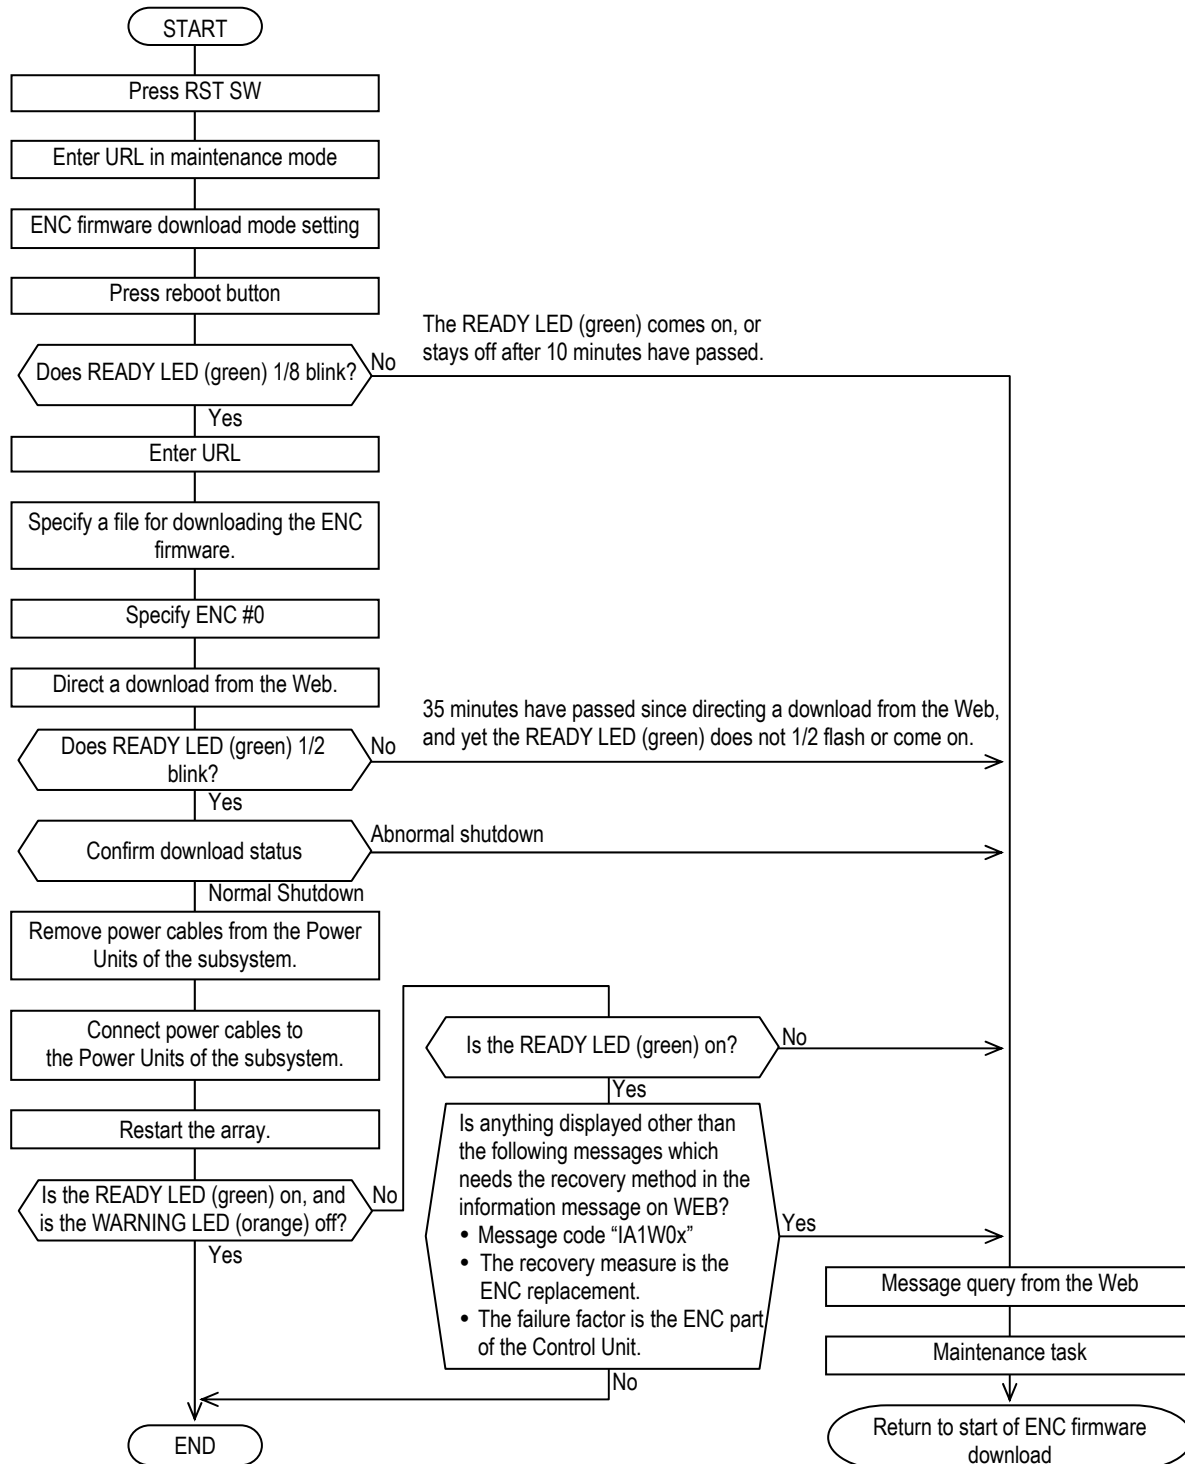 START
Press RST SW
Enter URL in maintenance mode
ENC firmware download mode setting
Press reboot button
The READY LED (green) comes on, or
stays off after 10 minutes have passed.
Does READY LED (green) 1/8 blink?
No
Yes
Enter URL
Specify a file for downloading the ENC
firmware.
Specify ENC #0
Direct a download from the Web.
35 minutes have passed since directing a download from the Web,
and yet the READY LED (green) does not 1/2 flash or come on.
Does READY LED (green) 1/2
blink?
No
Yes
Confirm download status
Abnormal shutdown
Normal Shutdown
Remove power cables from the Power
Units of the subsystem.
Connect power cables to
the Power Units of the subsystem.
Restart the array.
Is the READY LED (green) on, and
is the WARNING LED (orange) off?
No
Yes
Is the READY LED (green) on?
No
Yes
Is anything displayed other than
the following messages which
needs the recovery method in the
information message on WEB?
• Message code “IA1W0x”
• The recovery measure is the
ENC replacement.
• The failure factor is the ENC part
of the Control Unit.
Yes
No
Message query from the Web
Maintenance task
Return to start of ENC firmware
download
END